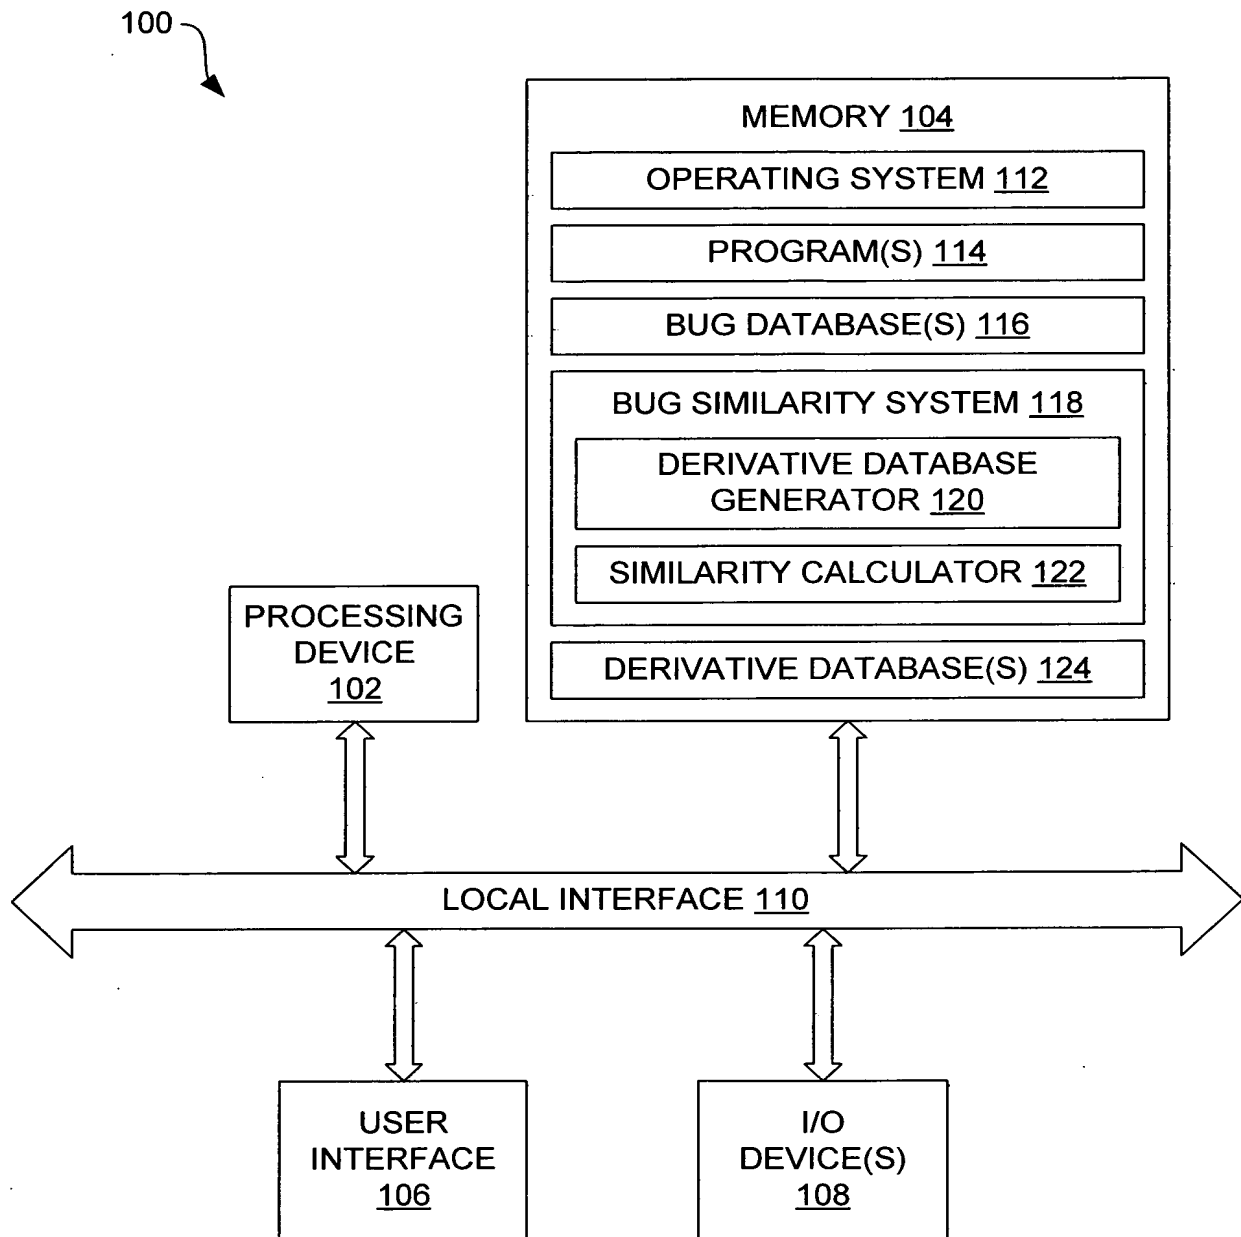 100
MEMORY 104
OPERATING SYSTEM 112
PROGRAM(S) 114
BUG DATABASE(S) 116
BUG SIMILARITY SYSTEM 118
DERIVATIVE DATABASE
GENERATOR 120
SIMILARITY CALCULATOR 122
DERIVATIVE DATABASE(S) 124
PROCESSING
DEVICE
102
LOCAL INTERFACE 110
USER
INTERFACE
106
I/O
DEVICE(S)
108